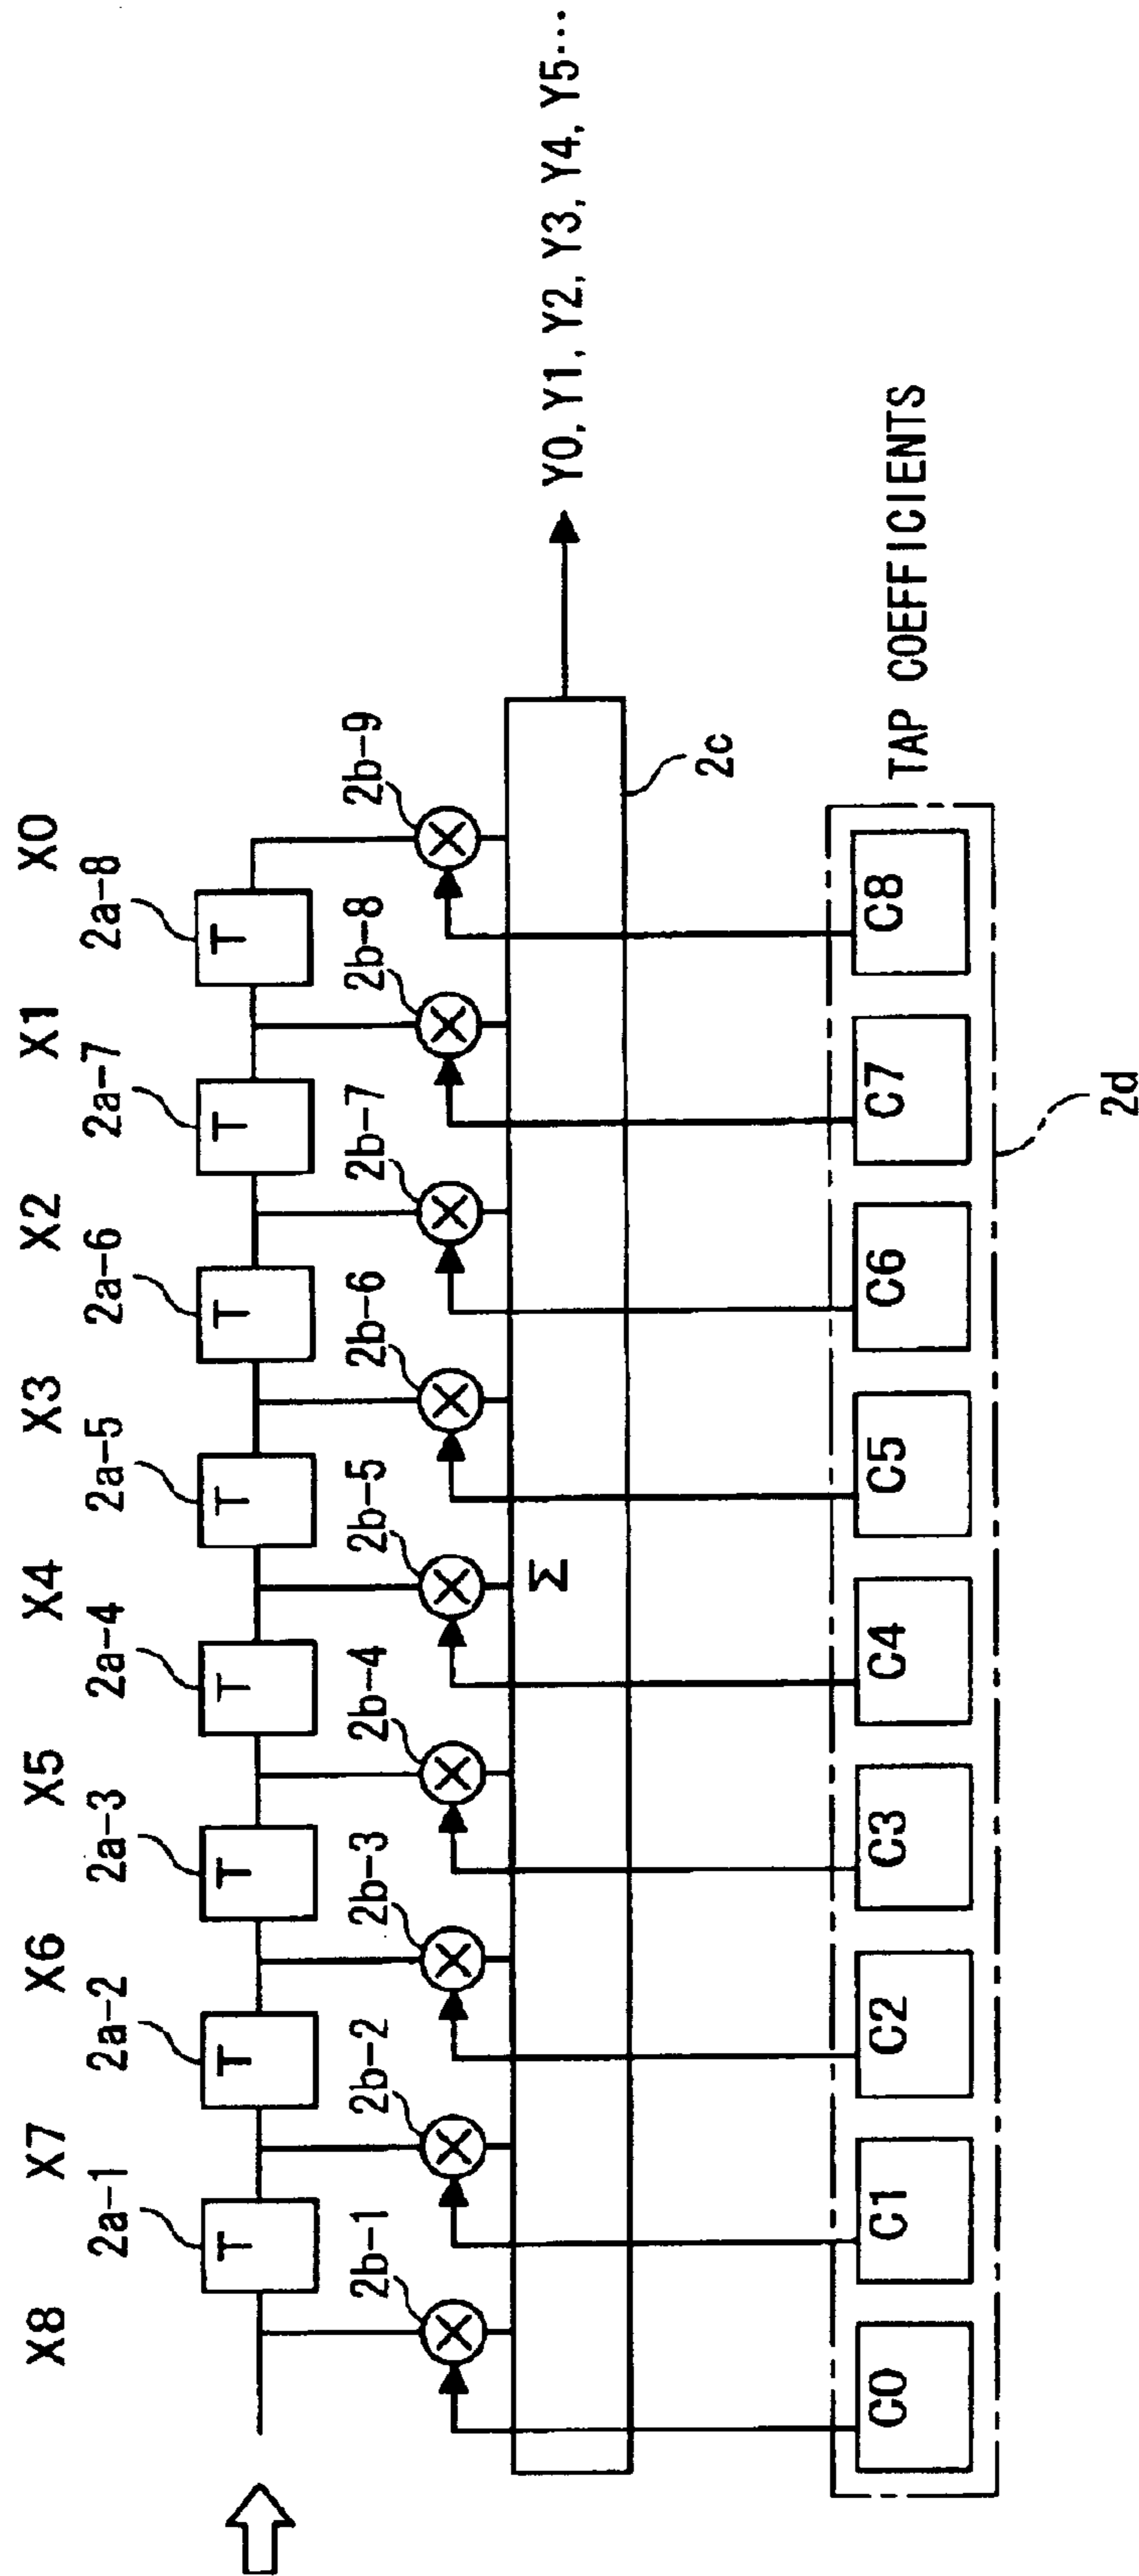 X8 X7 X6 X5 X4 X3 X2 X1 X0
2a-1 2a-2 2a-3 2a-4 2a-5 2a-6 2a-7 2a-8
T T T T T T T T
2b-1 2b-2 2b-3 2b-4 2b-5 2b-6 2b-7 2b-8 2b-9
Σ
Y0, Y1, Y2, Y3, Y4, Y5···
2c
TAP COEFFICIENTS
C0 C1 C2 C3 C4 C5 C6 C7 C8
2d